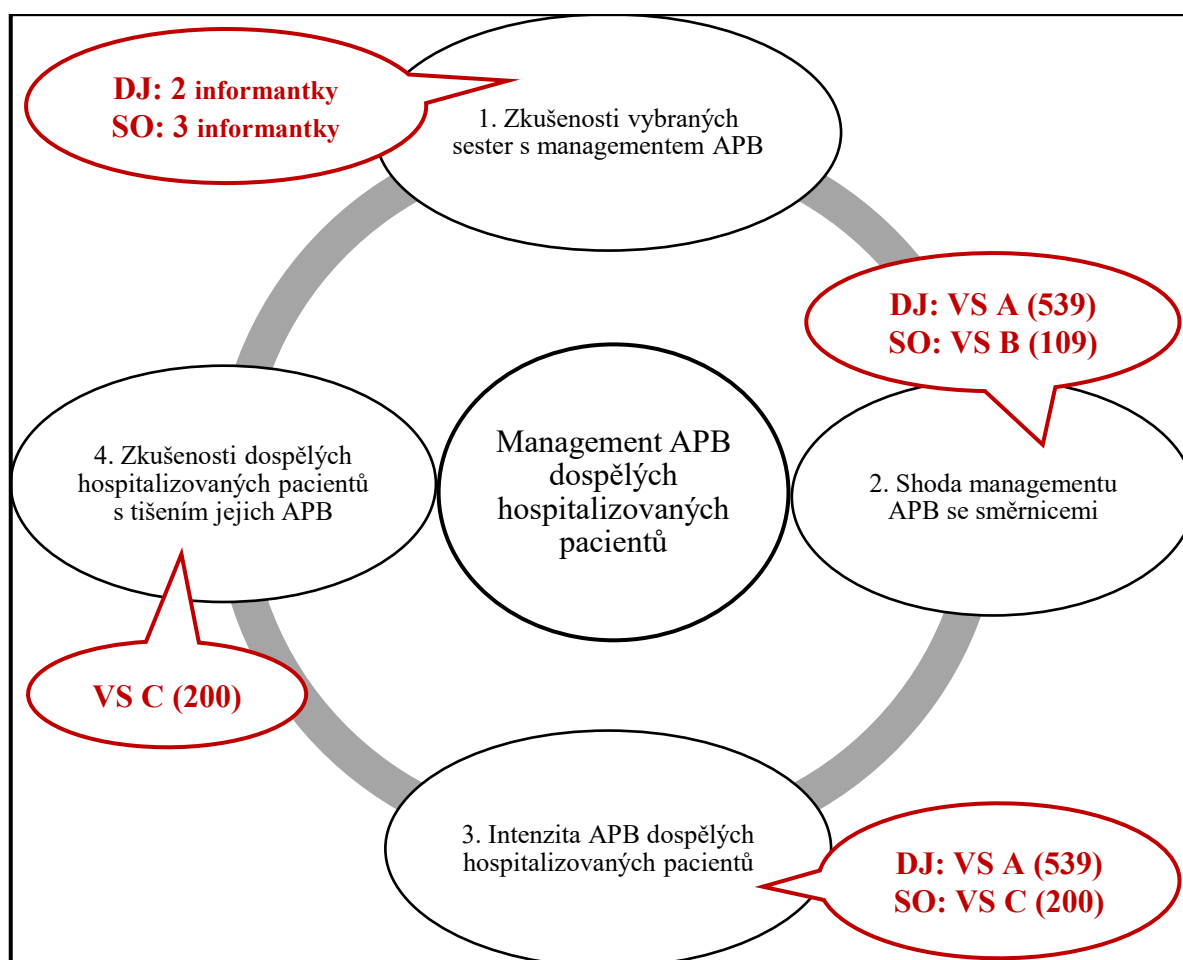 DJ: 2 informantky
SO: 3 informantky
1. Zkušenosti vybraných
sester s managementem APB
DJ: VS A (539)
SO: VS B (109)
4. Zkušenosti dospělých
hospitalizovaných pacientů
s tišením jejich APB
Management APB
dospělých
hospitalizovaných
pacientů
2. Shoda managementu
APB se směrnicemi
VS C (200)
3. Intenzita APB dospělých
hospitalizovaných pacientů
DJ: VS A (539)
SO: VS C (200)